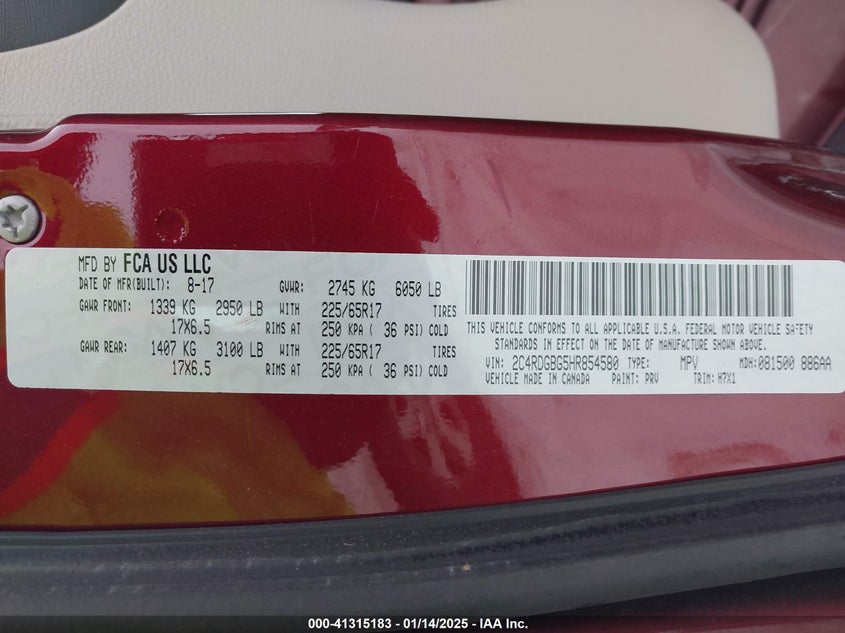 MFD BY FCA US LLC
DATE OF MFR(BUILT): 8-17 GVWR: 2745 KG 6050 LB
GAWR FRONT: 1339 KG 2950 LB WITH 225/65R17 TIRES
17X6.5 RIMS AT 250 KPA ( 36 PSI) COLD
GAWR REAR: 1407 KG 3100 LB WITH 225/65R17 TIRES
17X6.5 RIMS AT 250 KPA ( 36 PSI) COLD
THIS VEHICLE CONFORMS TO ALL APPLICABLE U.S.A. FEDERAL MOTOR VEHICLE SAFETY
STANDARDS IN EFFECT ON THE DATE OF MANUFACTURE SHOWN ABOVE.
VIN: 2C4RDGBG5HR854580 TYPE: MPV MDH: 081500 886AA
VEHICLE MADE IN CANADA PAINT: PRV TRIM: H7X1
000-41315183 - 01/14/2025 - IAA Inc.